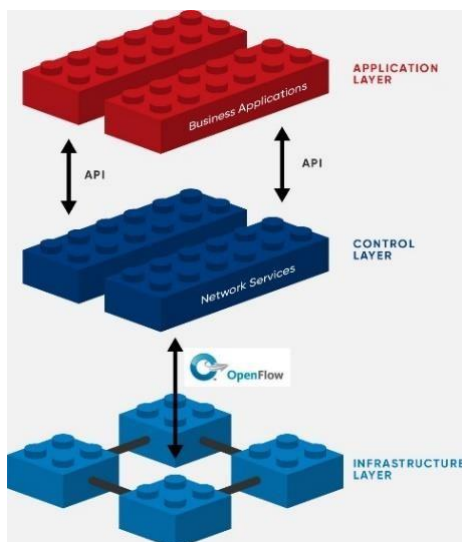 APPLICATION
LAYER
Business Applications
API
API
CONTROL
LAYER
Network Services
OpenFlow
INFRASTRUCTURE
LAYER